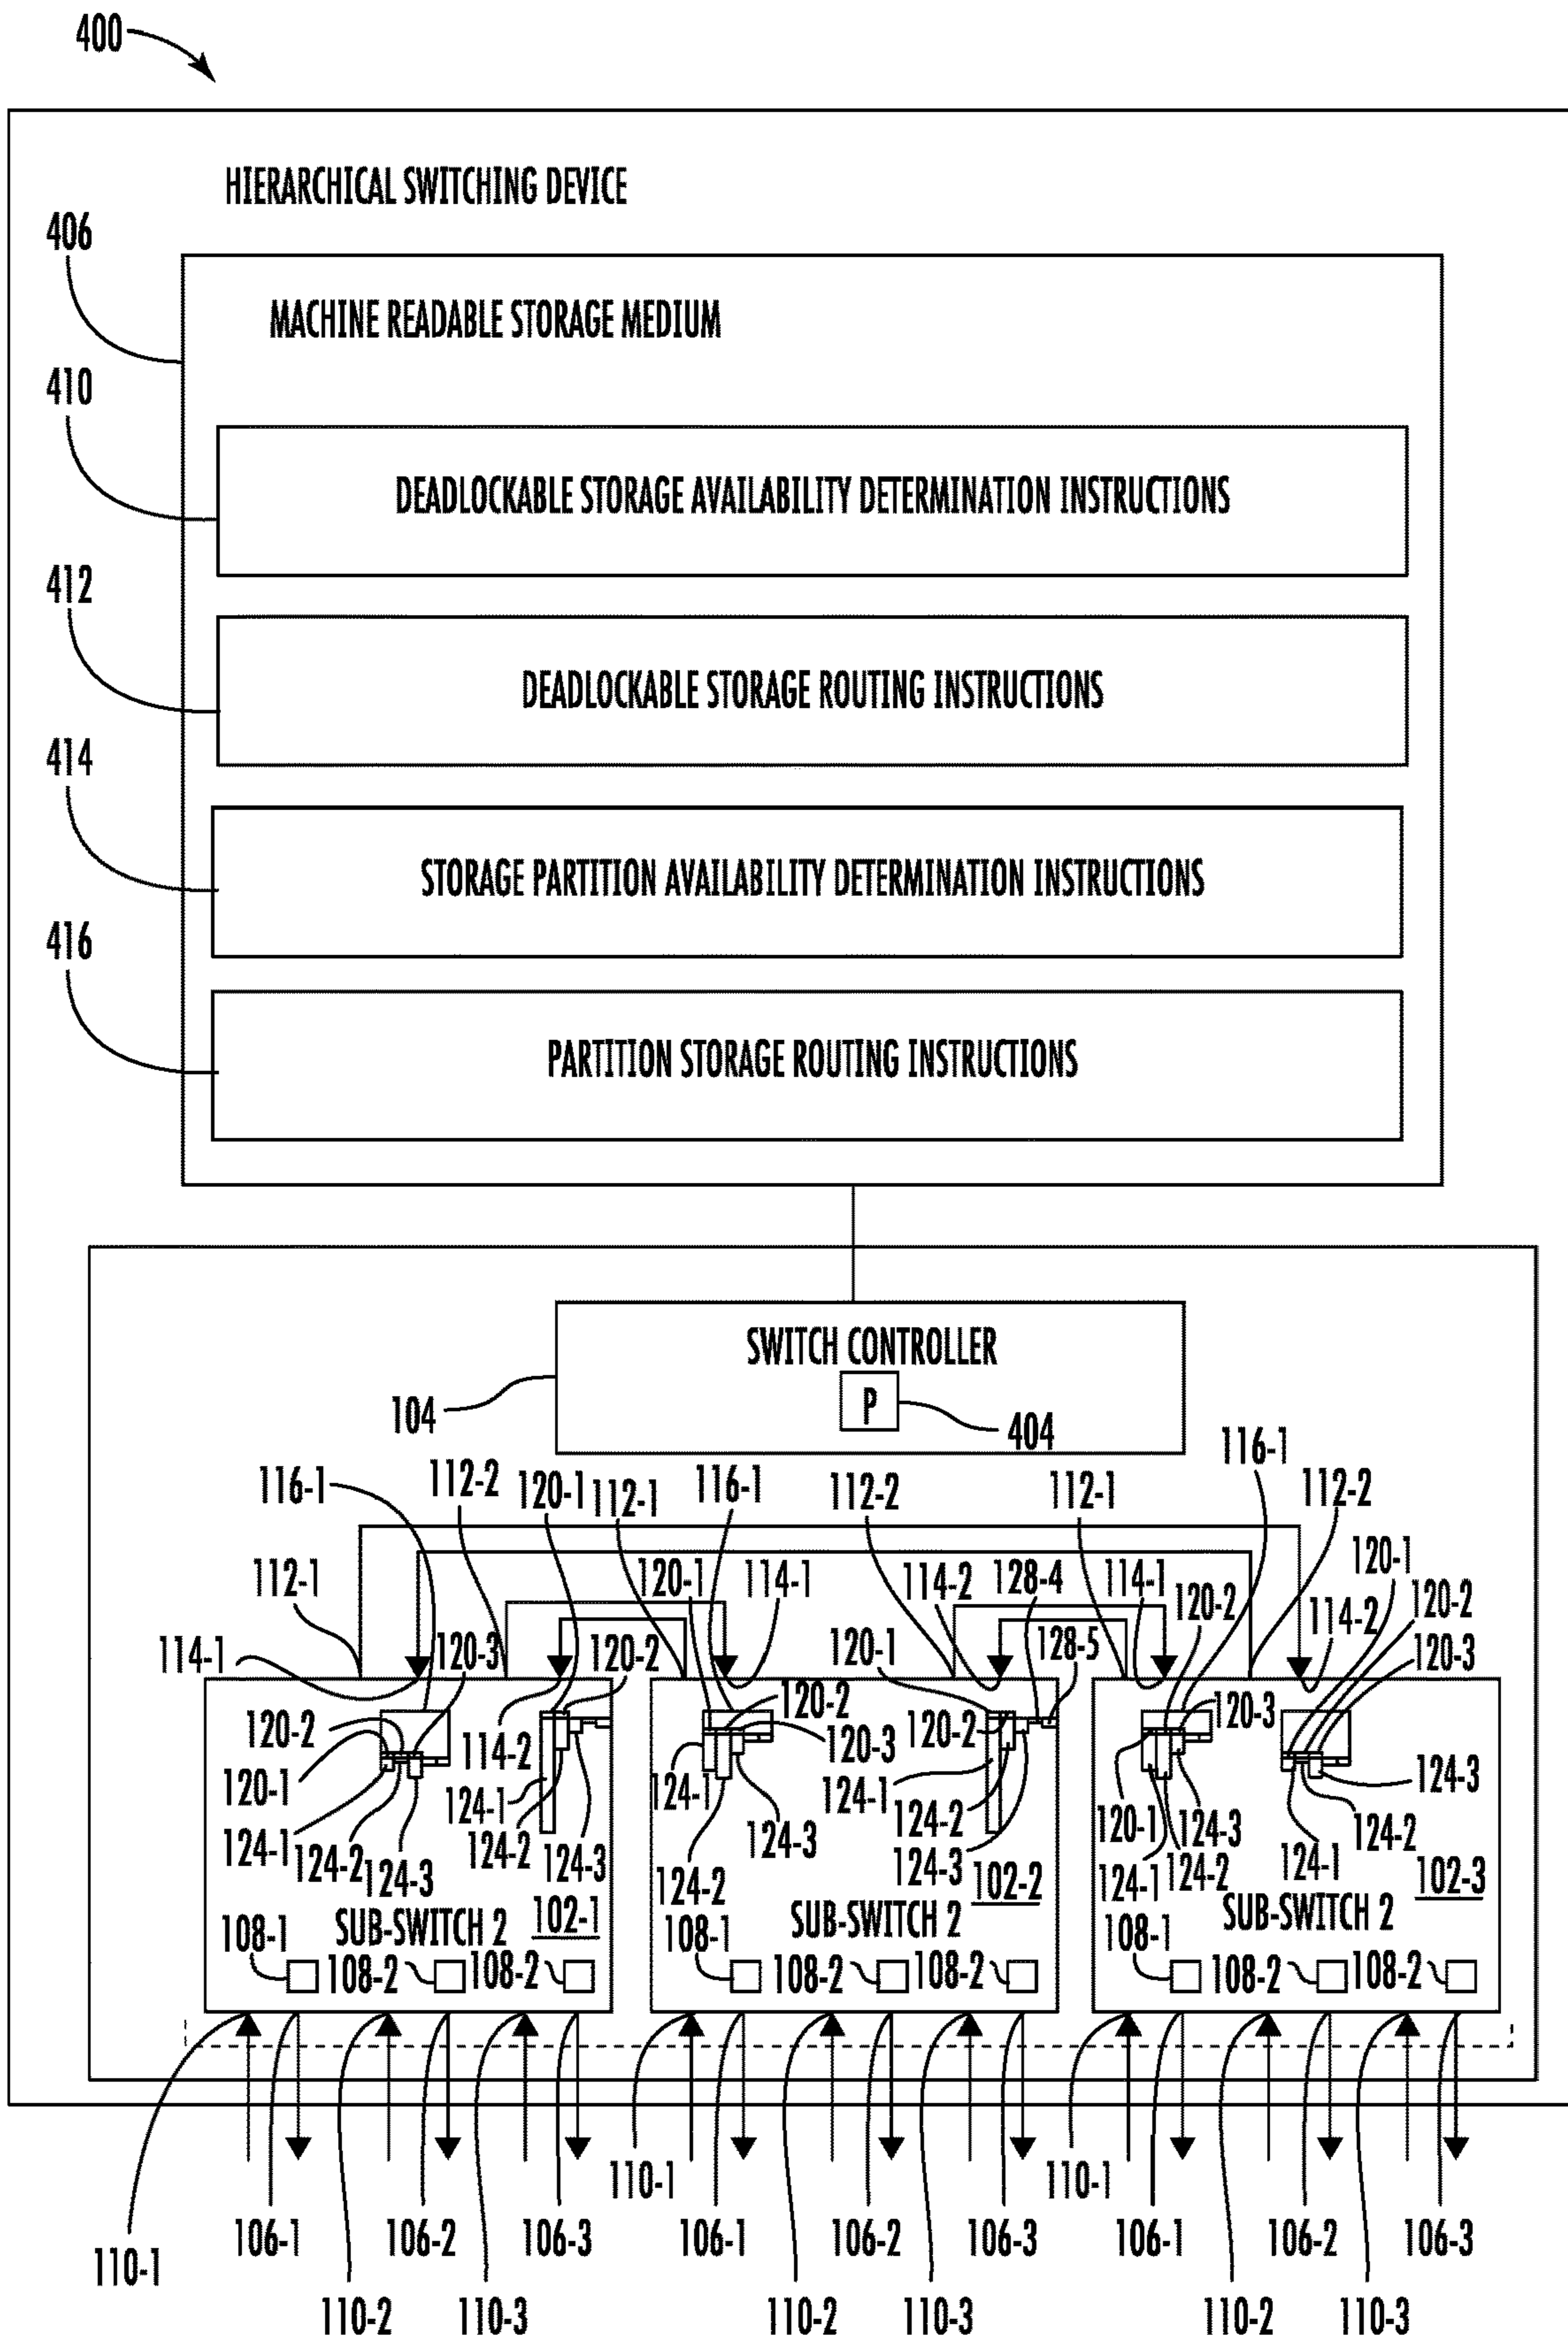 400
HIERARCHICAL SWITCHING DEVICE
406
MACHINE READABLE STORAGE MEDIUM
410
DEADLOCKABLE STORAGE AVAILABILITY DETERMINATION INSTRUCTIONS
412
DEADLOCKABLE STORAGE ROUTING INSTRUCTIONS
414
STORAGE PARTITION AVAILABILITY DETERMINATION INSTRUCTIONS
416
PARTITION STORAGE ROUTING INSTRUCTIONS
SWITCH CONTROLLER
P
104
404
116-1 112-2 120-1 112-1 116-1 112-2 112-1 116-1 112-2
112-1 120-1 114-1 114-2 128-4 114-1 120-2 114-2 120-1 120-2
114-1 120-3 120-2 120-1 128-5 120-3
120-2 114-2 120-2 120-3 120-2 120-3
120-1 124-1 124-1 124-1 124-3
124-1 124-2 124-3 124-2 124-3 124-2 124-3 124-2 124-3 120-1 124-1 124-3 124-2 124-1 124-2
SUB-SWITCH 2 102-1 SUB-SWITCH 2 102-2 SUB-SWITCH 2 102-3
108-1 108-2 108-2 108-1 108-2 108-2 108-1 108-2 108-2
110-1 110-1
106-1 106-2 106-3 106-1 106-2 106-3 106-1 106-2 106-3
110-1
110-2 110-3 110-2 110-3 110-2 110-3